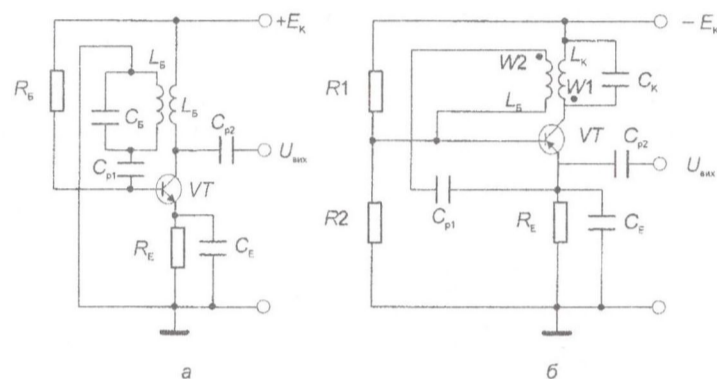 +E_к
R_Б
L_Б
L_Б
C_Б
C_р1
C_р2
U_вих
VT
R_Е
C_Е
а
− E_к
R1
W2
L_К
W1
C_К
L_Б
VT
C_р2
U_вих
C_р1
R2
R_Е
C_Е
б